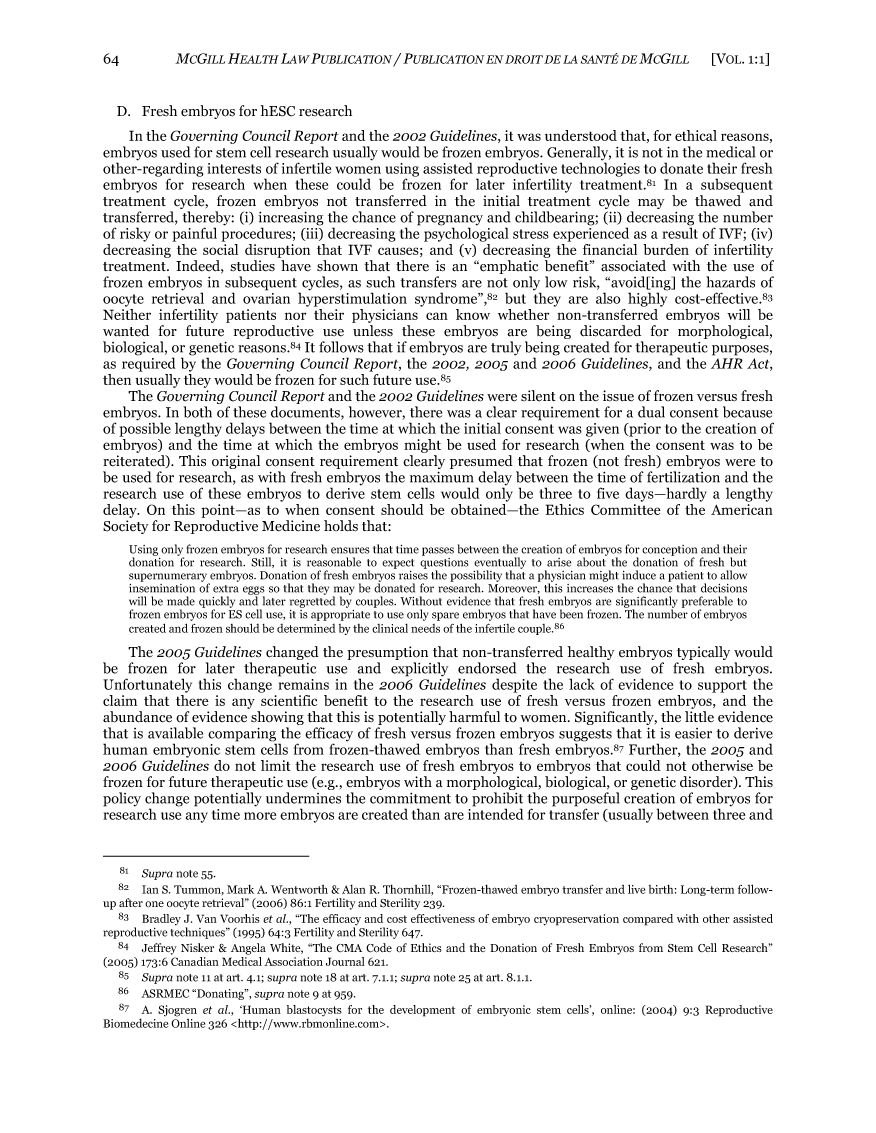 64 MCGILL HEALTH LAW PUBLICATION / PUBLICATION EN DROIT DE LA SANTÉ DE MCGILL [VOL. 1:1]
D. Fresh embryos for hESC research
In the Governing Council Report and the 2002 Guidelines, it was understood that, for ethical reasons,
embryos used for stem cell research usually would be frozen embryos. Generally, it is not in the medical or
other-regarding interests of infertile women using assisted reproductive technologies to donate their fresh
embryos for research when these could be frozen for later infertility treatment.81 In a subsequent
treatment cycle, frozen embryos not transferred in the initial treatment cycle may be thawed and
transferred, thereby: (i) increasing the chance of pregnancy and childbearing; (ii) decreasing the number
of risky or painful procedures; (iii) decreasing the psychological stress experienced as a result of IVF; (iv)
decreasing the social disruption that IVF causes; and (v) decreasing the financial burden of infertility
treatment. Indeed, studies have shown that there is an “emphatic benefit” associated with the use of
frozen embryos in subsequent cycles, as such transfers are not only low risk, “avoid[ing] the hazards of
oocyte retrieval and ovarian hyperstimulation syndrome”,82 but they are also highly cost-effective.83
Neither infertility patients nor their physicians can know whether non-transferred embryos will be
wanted for future reproductive use unless these embryos are being discarded for morphological,
biological, or genetic reasons.84 It follows that if embryos are truly being created for therapeutic purposes,
as required by the Governing Council Report, the 2002, 2005 and 2006 Guidelines, and the AHR Act,
then usually they would be frozen for such future use.85
The Governing Council Report and the 2002 Guidelines were silent on the issue of frozen versus fresh
embryos. In both of these documents, however, there was a clear requirement for a dual consent because
of possible lengthy delays between the time at which the initial consent was given (prior to the creation of
embryos) and the time at which the embryos might be used for research (when the consent was to be
reiterated). This original consent requirement clearly presumed that frozen (not fresh) embryos were to
be used for research, as with fresh embryos the maximum delay between the time of fertilization and the
research use of these embryos to derive stem cells would only be three to five days—hardly a lengthy
delay. On this point—as to when consent should be obtained—the Ethics Committee of the American
Society for Reproductive Medicine holds that:
Using only frozen embryos for research ensures that time passes between the creation of embryos for conception and their
donation for research. Still, it is reasonable to expect questions eventually to arise about the donation of fresh but
supernumerary embryos. Donation of fresh embryos raises the possibility that a physician might induce a patient to allow
insemination of extra eggs so that they may be donated for research. Moreover, this increases the chance that decisions
will be made quickly and later regretted by couples. Without evidence that fresh embryos are significantly preferable to
frozen embryos for ES cell use, it is appropriate to use only spare embryos that have been frozen. The number of embryos
created and frozen should be determined by the clinical needs of the infertile couple.86
The 2005 Guidelines changed the presumption that non-transferred healthy embryos typically would
be frozen for later therapeutic use and explicitly endorsed the research use of fresh embryos.
Unfortunately this change remains in the 2006 Guidelines despite the lack of evidence to support the
claim that there is any scientific benefit to the research use of fresh versus frozen embryos, and the
abundance of evidence showing that this is potentially harmful to women. Significantly, the little evidence
that is available comparing the efficacy of fresh versus frozen embryos suggests that it is easier to derive
human embryonic stem cells from frozen-thawed embryos than fresh embryos.87 Further, the 2005 and
2006 Guidelines do not limit the research use of fresh embryos to embryos that could not otherwise be
frozen for future therapeutic use (e.g., embryos with a morphological, biological, or genetic disorder). This
policy change potentially undermines the commitment to prohibit the purposeful creation of embryos for
research use any time more embryos are created than are intended for transfer (usually between three and
81 Supra note 55.
82 Ian S. Tummon, Mark A. Wentworth & Alan R. Thornhill, “Frozen-thawed embryo transfer and live birth: Long-term follow-
up after one oocyte retrieval” (2006) 86:1 Fertility and Sterility 239.
83 Bradley J. Van Voorhis et al., “The efficacy and cost effectiveness of embryo cryopreservation compared with other assisted
reproductive techniques” (1995) 64:3 Fertility and Sterility 647.
84 Jeffrey Nisker & Angela White, “The CMA Code of Ethics and the Donation of Fresh Embryos from Stem Cell Research”
(2005) 173:6 Canadian Medical Association Journal 621.
85 Supra note 11 at art. 4.1; supra note 18 at art. 7.1.1; supra note 25 at art. 8.1.1.
86 ASRMEC “Donating”, supra note 9 at 959.
87 A. Sjogren et al., ‘Human blastocysts for the development of embryonic stem cells’, online: (2004) 9:3 Reproductive
Biomedecine Online 326 <http://www.rbmonline.com>.